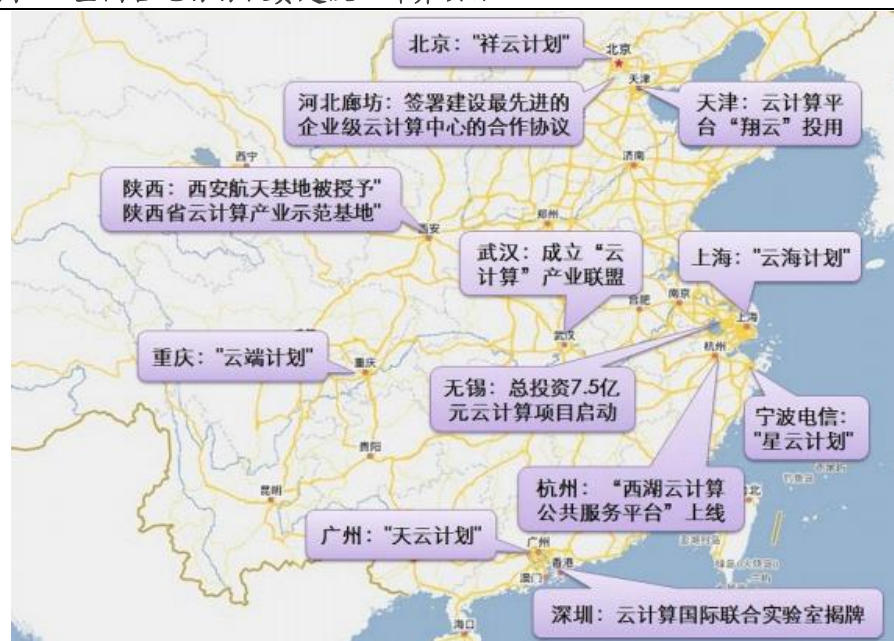 北京："祥云计划"
北京
河北廊坊：签署建设最先进的
企业级云计算中心的合作协议
天津
天津：云计算平
台“翔云”投用
西宁
济南
陕西：西安航天基地被授予"
陕西省云计算产业示范基地"
西安
郑州
武汉：成立“云
计算”产业联盟
上海："云海计划"
合肥
南京
上海
武汉
杭州
重庆："云端计划"
重庆
无锡：总投资7.5亿
元云计算项目启动
宁波电信：
"星云计划"
贵阳
昆明
杭州：“西湖云计算
公共服务平台”上线
广州："天云计划"
广州
香港
澳门
深圳：云计算国际联合实验室揭牌
海口